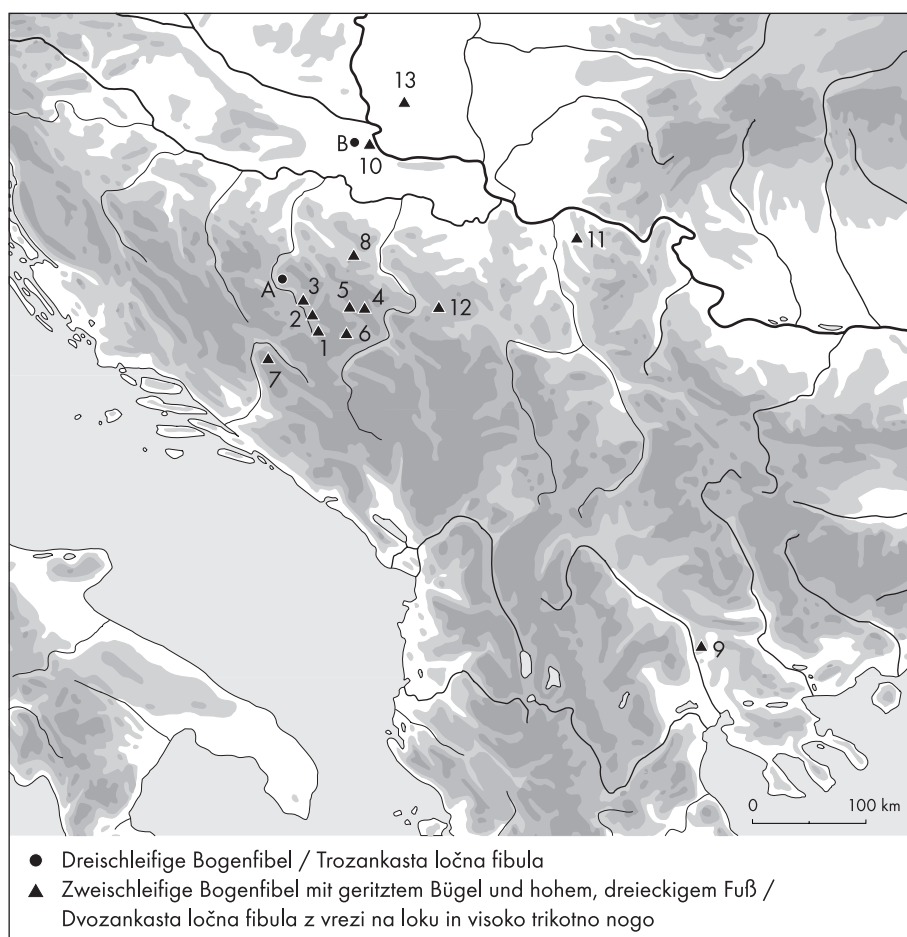 13
B
10
8
11
A
3
5
4
12
2
1
6
7
9
0 100 km
Dreischleifige Bogenfibel / Trozankasta ločna fibula
Zweischleifige Bogenfibel mit geritztem Bügel und hohem, dreieckigem Fuß /
Dvozankasta ločna fibula z vrezi na loku in visoko trikotno nogo